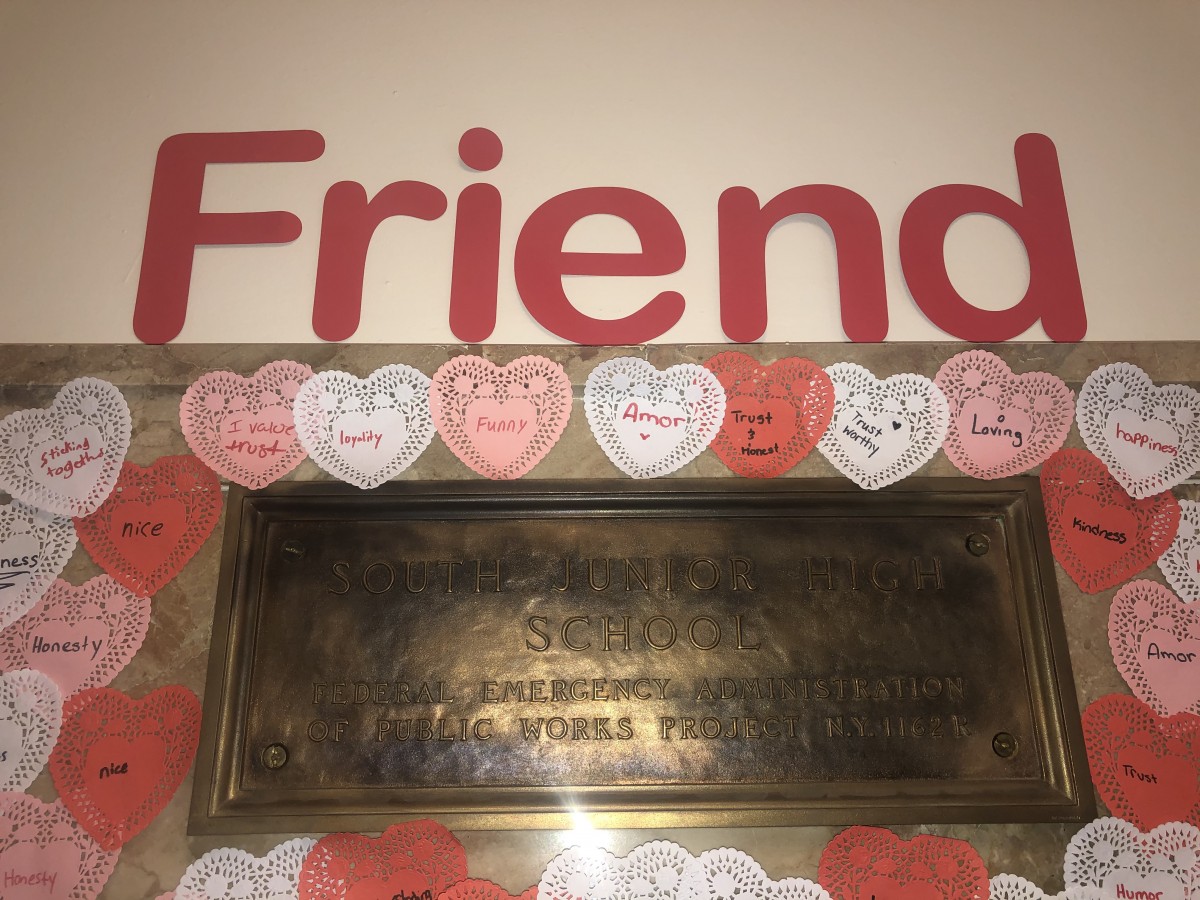 Friend
Sticking
together
I value
trust
loyality
Funny
Amor
Trust
&
Honest
Trust
worthy
Loving
happiness
nice
Kindness
ness
Honesty
Amor
SOUTH JUNIOR HIGH
SCHOOL
FEDERAL EMERGENCY ADMINISTRATION
OF PUBLIC WORKS PROJECT N.Y. 1162 R
nice
Trust
Honesty
Humor